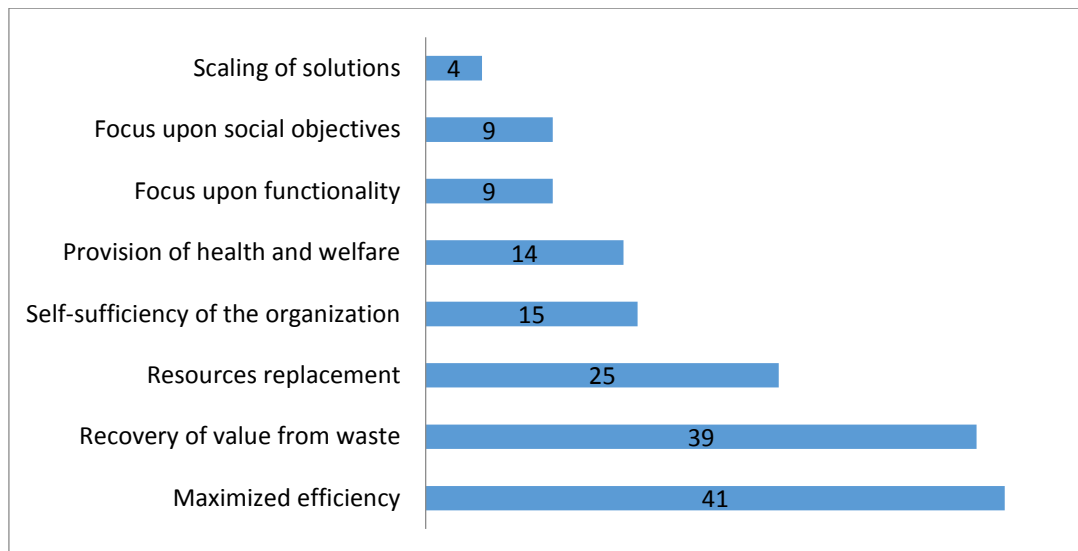 Scaling of solutions 4
Focus upon social objectives 9
Focus upon functionality 9
Provision of health and welfare 14
Self-sufficiency of the organization 15
Resources replacement 25
Recovery of value from waste 39
Maximized efficiency 41